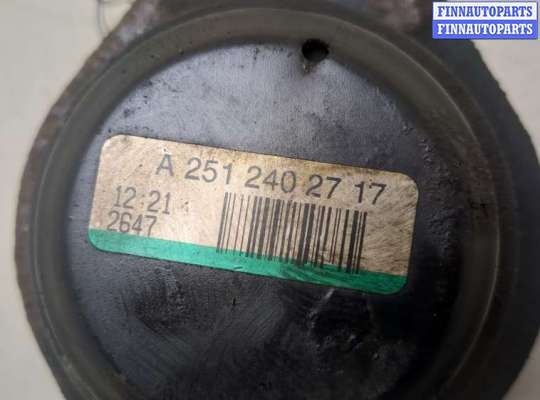 FINNAUTOPARTS
FINNAUTOPARTS
A 251 240 27 17
12 21
2647